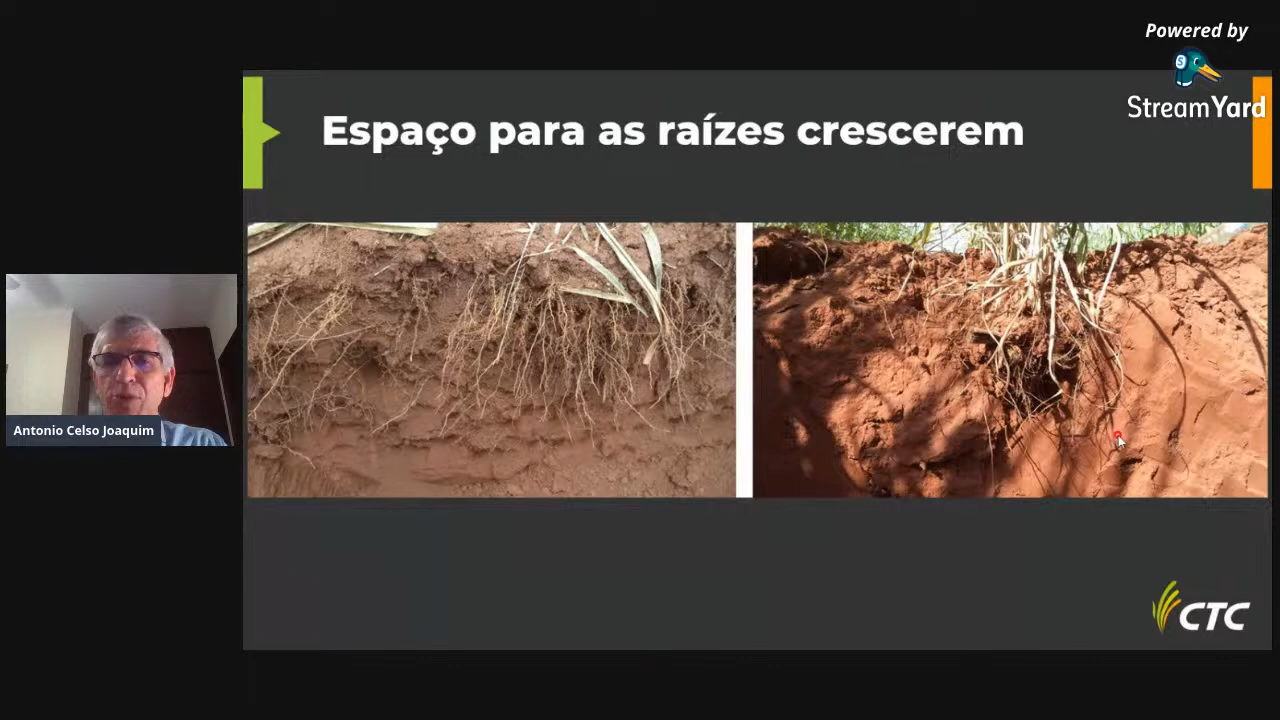 Powered by
StreamYard
Espaço para as raízes crescerem
Antonio Celso Joaquim
CTC